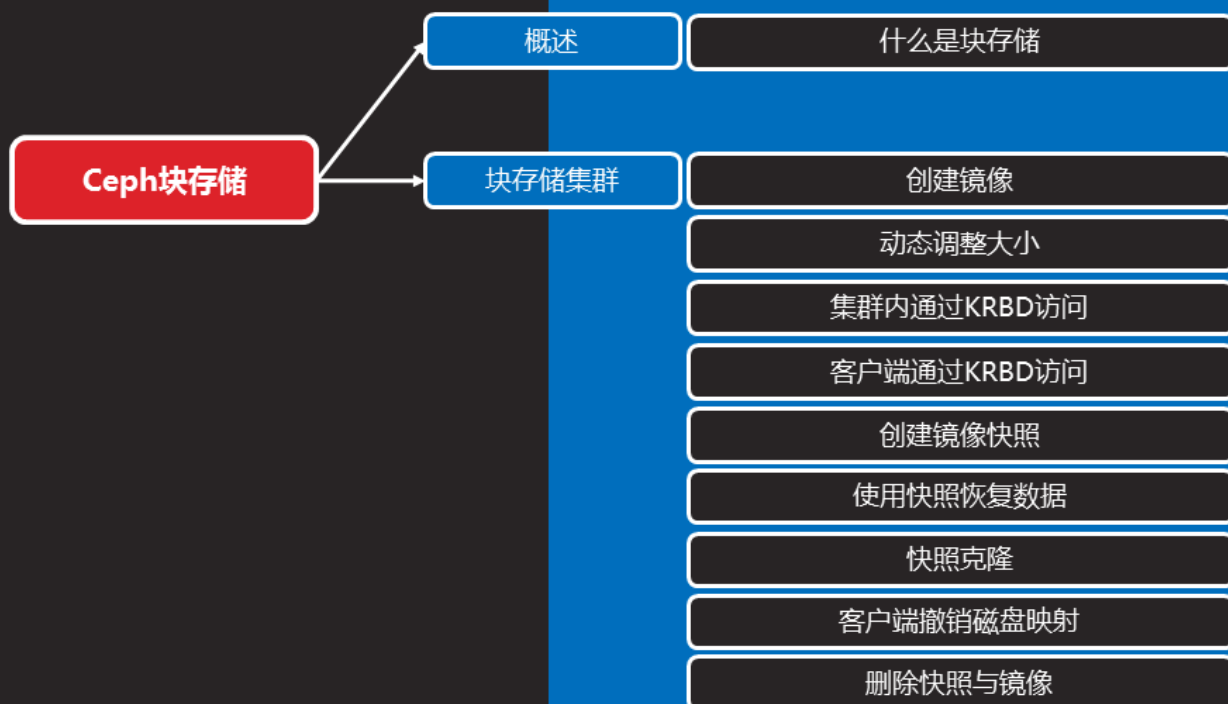 概述
什么是块存储
Ceph块存储
块存储集群
创建镜像
动态调整大小
集群内通过KRBD访问
客户端通过KRBD访问
创建镜像快照
使用快照恢复数据
快照克隆
客户端撤销磁盘映射
删除快照与镜像